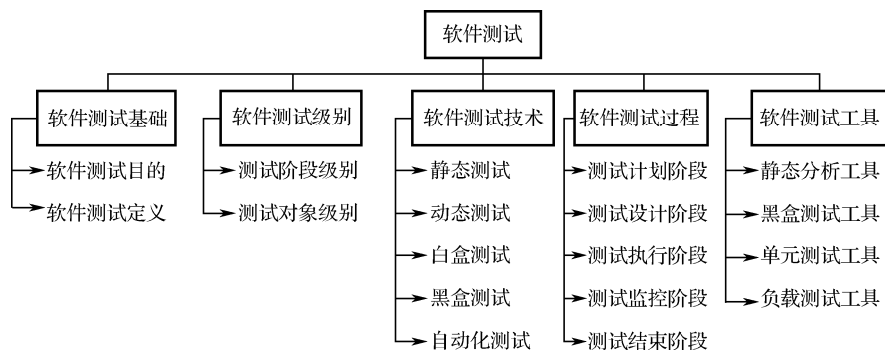 软件测试
软件测试基础
软件测试级别
软件测试技术
软件测试过程
软件测试工具
软件测试目的
测试阶段级别
静态测试
测试计划阶段
静态分析工具
软件测试定义
测试对象级别
动态测试
测试设计阶段
黑盒测试工具
白盒测试
测试执行阶段
单元测试工具
黑盒测试
测试监控阶段
负载测试工具
自动化测试
测试结束阶段